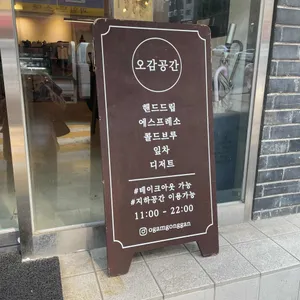 오감공간
핸드드립
에스프레소
콜드브루
잎차
디저트
#테이크아웃 가능
#지하공간 이용가능
11:00 - 22:00
ogamgonggan